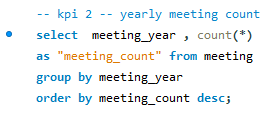 -- kpi 2 -- yearly meeting count
select  meeting_year , count(*)
as "meeting_count" from meeting
group by meeting_year
order by meeting_count desc;